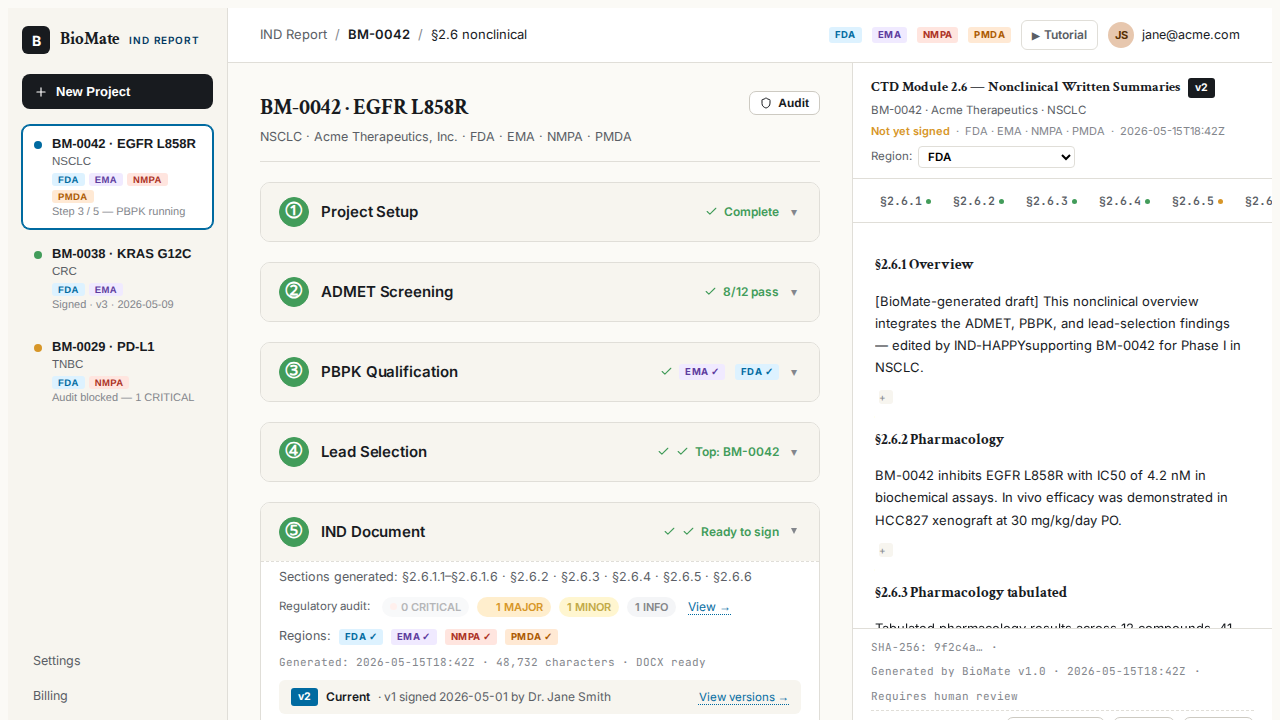 B BioMate IND REPORT
+ New Project
BM-0042 · EGFR L858R
NSCLC
FDA EMA NMPA
PMDA
Step 3 / 5 — PBPK running
BM-0038 · KRAS G12C
CRC
FDA EMA
Signed · v3 · 2026-05-09
BM-0029 · PD-L1
TNBC
FDA NMPA
Audit blocked — 1 CRITICAL
Settings
Billing
IND Report / BM-0042 / §2.6 nonclinical
FDA EMA NMPA PMDA ▶ Tutorial JS jane@acme.com
BM-0042 · EGFR L858R
Audit
NSCLC · Acme Therapeutics, Inc. · FDA · EMA · NMPA · PMDA
① Project Setup ✓ Complete ▼
② ADMET Screening ✓ 8/12 pass ▼
③ PBPK Qualification ✓ EMA ✓ FDA ✓ ▼
④ Lead Selection ✓ ✓ Top: BM-0042 ▼
⑤ IND Document ✓ ✓ Ready to sign ▼
Sections generated: §2.6.1.1–§2.6.1.6 · §2.6.2 · §2.6.3 · §2.6.4 · §2.6.5 · §2.6.6
Regulatory audit: 0 CRITICAL 1 MAJOR 1 MINOR 1 INFO View →
Regions: FDA ✓ EMA ✓ NMPA ✓ PMDA ✓
Generated: 2026-05-15T18:42Z · 48,732 characters · DOCX ready
v2 Current · v1 signed 2026-05-01 by Dr. Jane Smith View versions →
CTD Module 2.6 — Nonclinical Written Summaries v2
BM-0042 · Acme Therapeutics · NSCLC
Not yet signed · FDA · EMA · NMPA · PMDA · 2026-05-15T18:42Z
Region: FDA
§2.6.1 §2.6.2 §2.6.3 §2.6.4 §2.6.5 §2.6
§2.6.1 Overview
[BioMate-generated draft] This nonclinical overview
integrates the ADMET, PBPK, and lead-selection findings
— edited by IND-HAPPYsupporting BM-0042 for Phase I in
NSCLC.
+
§2.6.2 Pharmacology
BM-0042 inhibits EGFR L858R with IC50 of 4.2 nM in
biochemical assays. In vivo efficacy was demonstrated in
HCC827 xenograft at 30 mg/kg/day PO.
+
§2.6.3 Pharmacology tabulated
Tabulated pharmacology results across 12 compounds, 41
SHA-256: 9f2c4a… ·
Generated by BioMate v1.0 · 2026-05-15T18:42Z ·
Requires human review